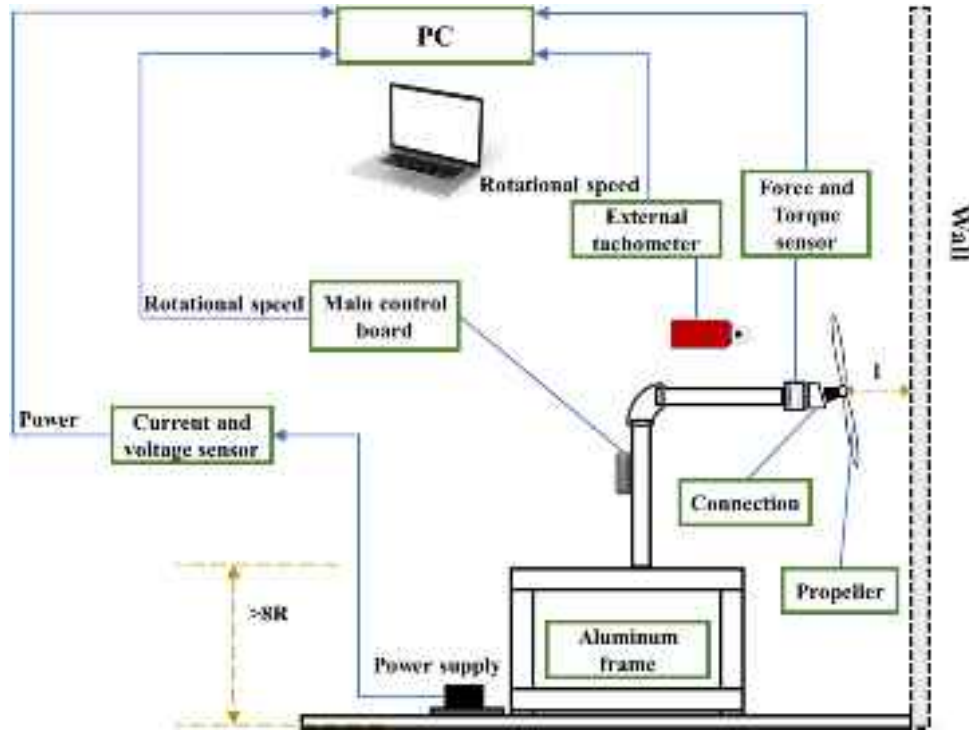 PC
Rotational speed
External
tachometer
Force and
Torque
sensor
Wall
Rotational speed
Main control
board
Power
Current and
voltage sensor
Connection
Propeller
>8R
Aluminum
frame
Power supply